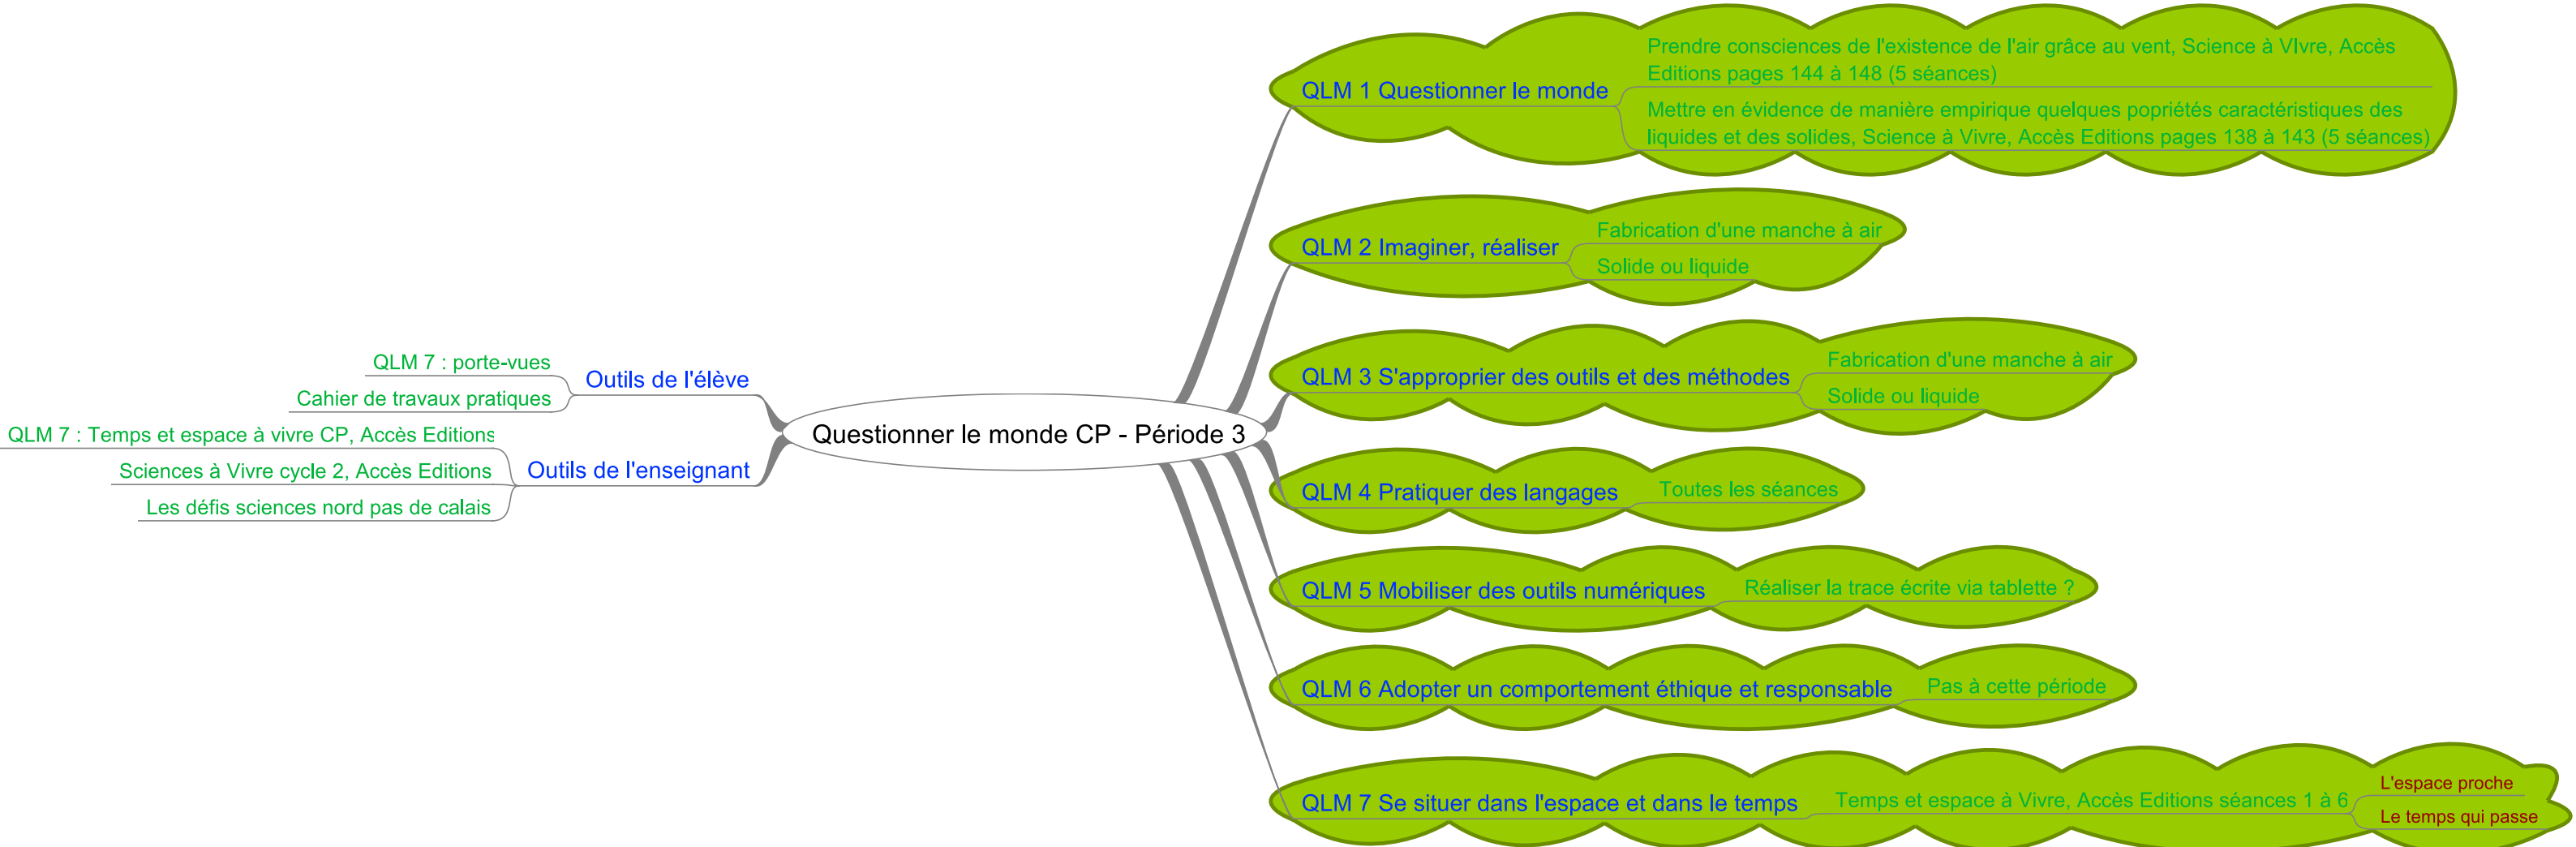 Questionner le monde CP - Période 3
QLM 1 Questionner le monde
Prendre consciences de l'existence de l'air grâce au vent, Science à VIvre, Accès
Editions pages 144 à 148 (5 séances)
Mettre en évidence de manière empirique quelques popriétés caractéristiques des
liquides et des solides, Science à Vivre, Accès Editions pages 138 à 143 (5 séances)
QLM 2 Imaginer, réaliser
Fabrication d'une manche à air
Solide ou liquide
QLM 3 S'approprier des outils et des méthodes
Fabrication d'une manche à air
Solide ou liquide
QLM 4 Pratiquer des langages
Toutes les séances
QLM 5 Mobiliser des outils numériques
Réaliser la trace écrite via tablette ?
QLM 6 Adopter un comportement éthique et responsable
Pas à cette période
QLM 7 Se situer dans l'espace et dans le temps
Temps et espace à Vivre, Accès Editions séances 1 à 6
L'espace proche
Le temps qui passe
Outils de l'élève
QLM 7 : porte-vues
Cahier de travaux pratiques
Outils de l'enseignant
QLM 7 : Temps et espace à vivre CP, Accès Editions
Sciences à Vivre cycle 2, Accès Editions
Les défis sciences nord pas de calais